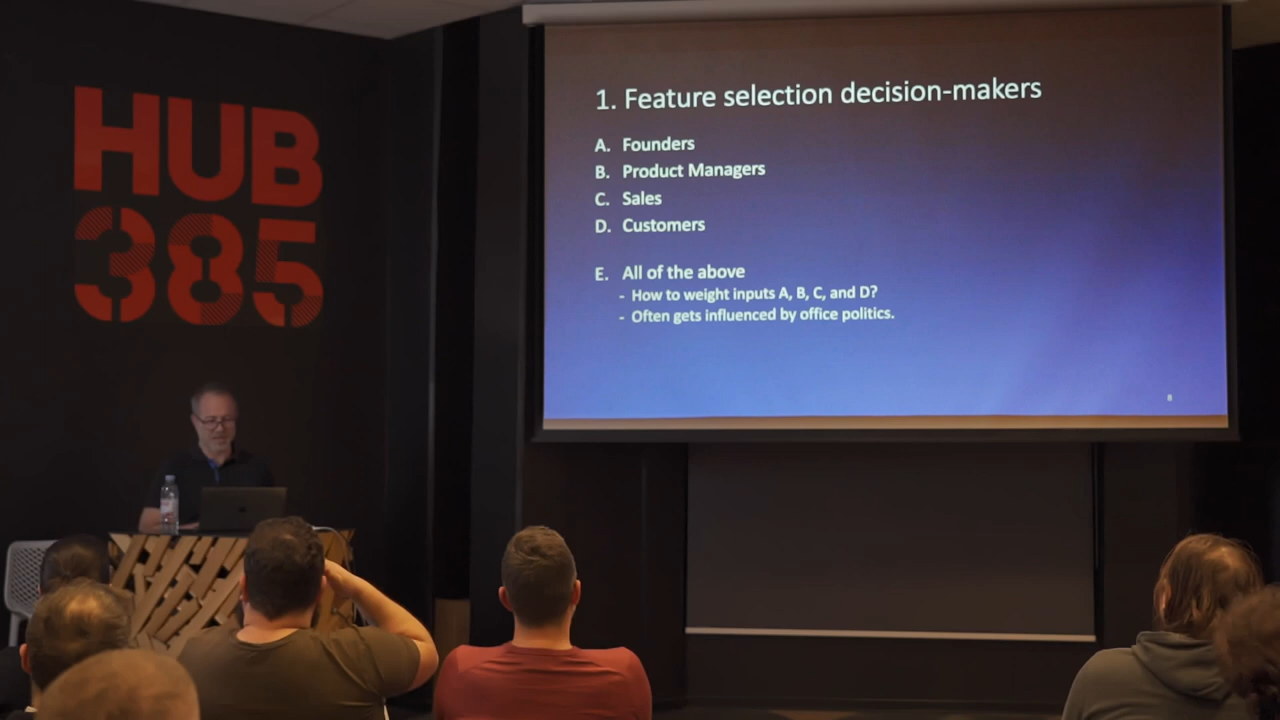 HUB
385
1. Feature selection decision-makers
A. Founders
B. Product Managers
C. Sales
D. Customers
E. All of the above
- How to weight inputs A, B, C, and D?
- Often gets influenced by office politics.
8